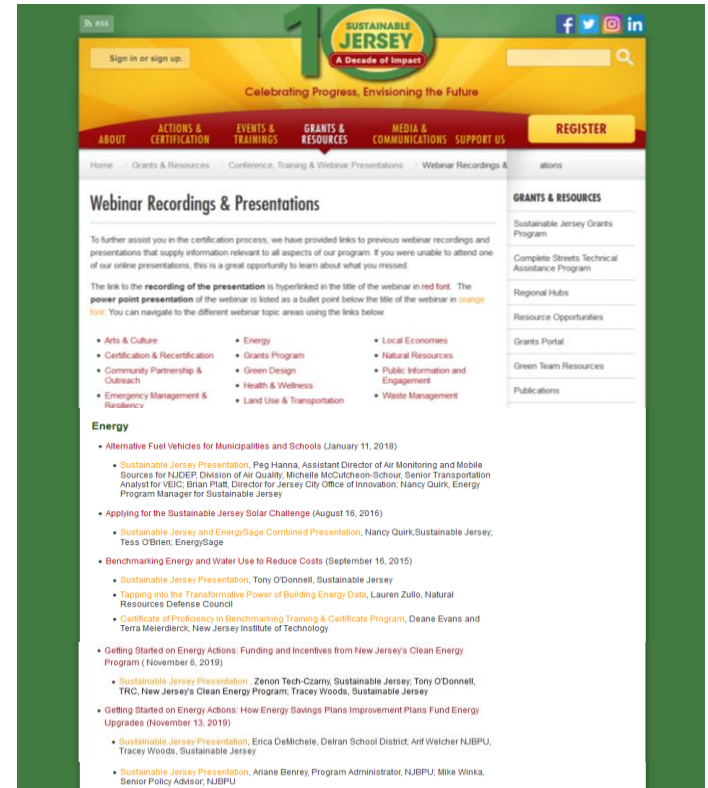 RSS
10
SUSTAINABLE
JERSEY
A Decade of Impact
Sign in or sign up.
Celebrating Progress, Envisioning the Future
ABOUT
ACTIONS &
CERTIFICATION
EVENTS &
TRAININGS
GRANTS &
RESOURCES
MEDIA &
COMMUNICATIONS
SUPPORT US
REGISTER
Home Grants & Resources Conference, Training & Webinar Presentations Webinar Recordings & ations
Webinar Recordings & Presentations
To further assist you in the certification process, we have provided links to previous webinar recordings and
presentations that supply information relevant to all aspects of our program. If you were unable to attend one
of our online presentations, this is a great opportunity to learn about what you missed.
The link to the recording of the presentation is hyperlinked in the title of the webinar in red font. The
power point presentation of the webinar is listed as a bullet point below the title of the webinar in orange
font. You can navigate to the different webinar topic areas using the links below.
• Arts & Culture
• Certification & Recertification
• Community Partnership &
Outreach
• Emergency Management &
Resiliency
• Energy
• Grants Program
• Green Design
• Health & Wellness
• Land Use & Transportation
• Local Economies
• Natural Resources
• Public Information and
Engagement
• Waste Management
GRANTS & RESOURCES
Sustainable Jersey Grants
Program
Complete Streets Technical
Assistance Program
Regional Hubs
Resource Opportunities
Grants Portal
Green Team Resources
Publications
Energy
• Alternative Fuel Vehicles for Municipalities and Schools (January 11, 2018)
• Sustainable Jersey Presentation, Peg Hanna, Assistant Director of Air Monitoring and Mobile
Sources for NJDEP, Division of Air Quality; Michelle McCutcheon-Schour, Senior Transportation
Analyst for VEIC; Brian Platt, Director for Jersey City Office of Innovation; Nancy Quirk, Energy
Program Manager for Sustainable Jersey
• Applying for the Sustainable Jersey Solar Challenge (August 16, 2016)
• Sustainable Jersey and EnergySage Combined Presentation, Nancy Quirk,Sustainable Jersey;
Tess O'Brien; EnergySage
• Benchmarking Energy and Water Use to Reduce Costs (September 16, 2015)
• Sustainable Jersey Presentation, Tony O'Donnell, Sustainable Jersey
• Tapping into the Transformative Power of Building Energy Data, Lauren Zullo, Natural
Resources Defense Council
• Certificate of Proficiency in Benchmarking Training & Certificate Program, Deane Evans and
Terra Meierdierck, New Jersey Institute of Technology
• Getting Started on Energy Actions: Funding and Incentives from New Jersey's Clean Energy
Program ( November 6, 2019)
• Sustainable Jersey Presentation , Zenon Tech-Czarny, Sustainable Jersey; Tony O'Donnell,
TRC, New Jersey's Clean Energy Program; Tracey Woods, Sustainable Jersey
• Getting Started on Energy Actions: How Energy Savings Plans Improvement Plans Fund Energy
Upgrades (November 13, 2019)
• Sustainable Jersey Presentation, Erica DeMichele, Delran School District; Arif Welcher NJBPU,
Tracey Woods, Sustainable Jersey
• Sustainable Jersey Presentation, Ariane Benrey, Program Administrator, NJBPU; Mike Winka,
Senior Policy Advisor, NJBPU